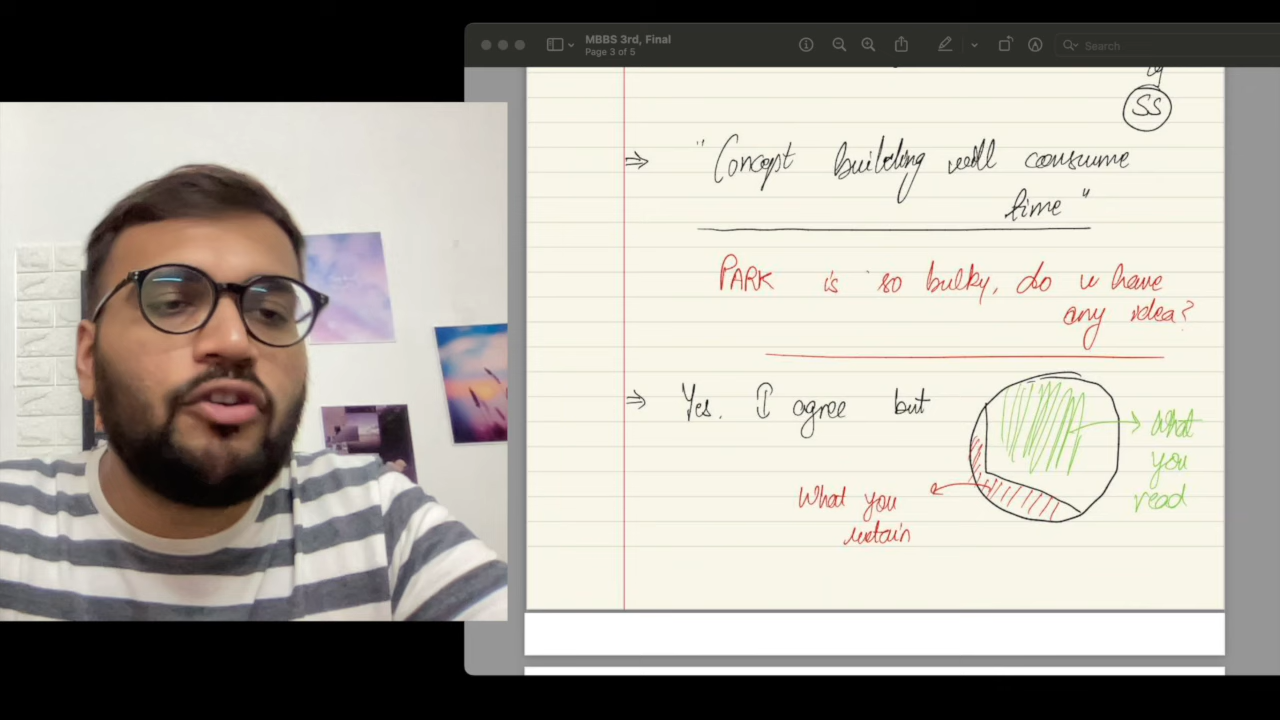 MBBS 3rd, Final
Page 3 of 5
Search
by
SS
⇒ "Concept building will consume
time"
PARK is so bulky, do u have
any idea?
⇒ Yes. I agree but
→ What
you
read
What you
retain